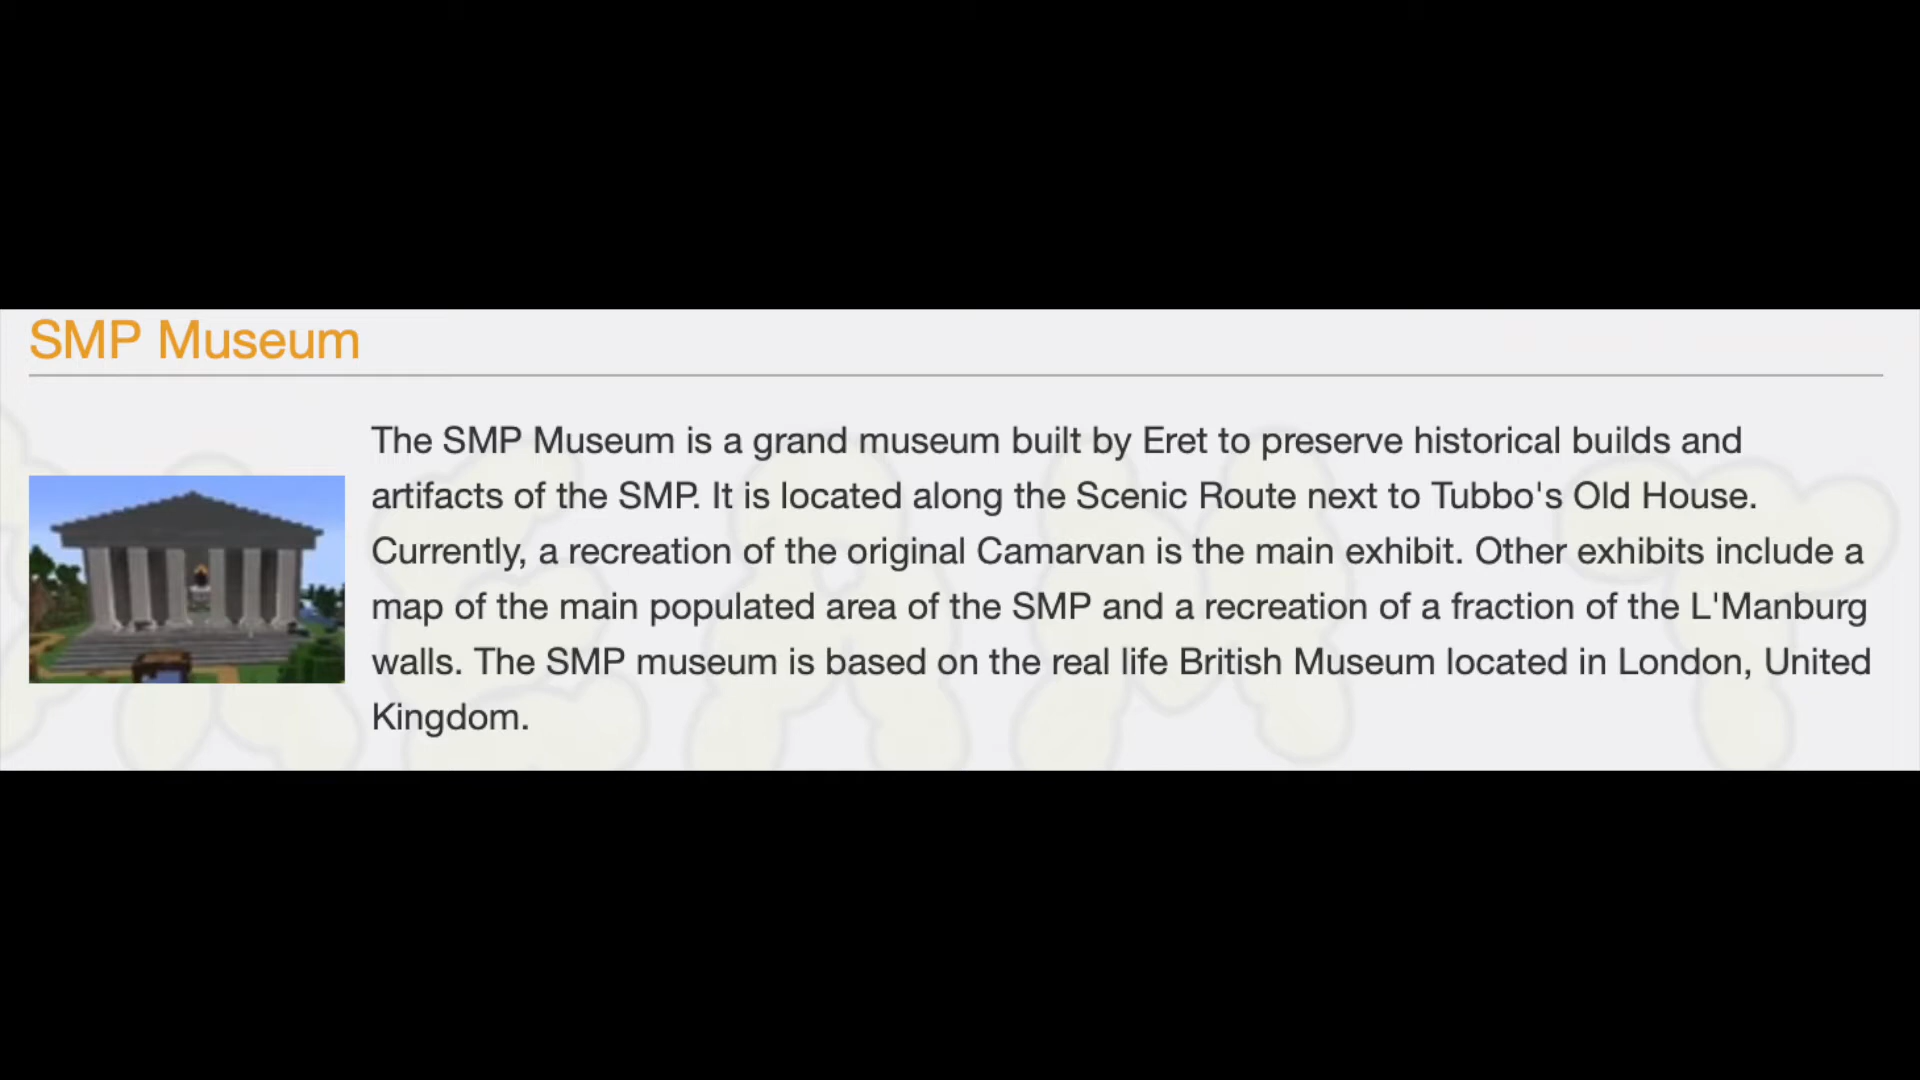 SMP Museum
The SMP Museum is a grand museum built by Eret to preserve historical builds and
artifacts of the SMP. It is located along the Scenic Route next to Tubbo's Old House.
Currently, a recreation of the original Camarvan is the main exhibit. Other exhibits include a
map of the main populated area of the SMP and a recreation of a fraction of the L'Manburg
walls. The SMP museum is based on the real life British Museum located in London, United
Kingdom.